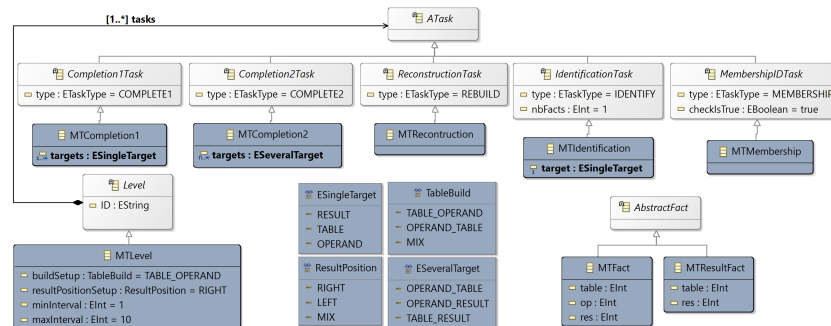 [1..*] tasks
ATask
Completion1Task
type : ETaskType = COMPLETE1
Completion2Task
type : ETaskType = COMPLETE2
ReconstructionTask
type : ETaskType = REBUILD
IdentificationTask
type : ETaskType = IDENTIFY
nbFacts : EInt = 1
MembershipIDTask
type : ETaskType = MEMBERSHIP
checkIsTrue : EBoolean = true
MTCompletion1
targets : ESingleTarget
MTCompletion2
targets : ESeveralTarget
MTRecontruction
MTIdentification
target : ESingleTarget
MTMembership
Level
ID : EString
MTLevel
buildSetup : TableBuild = TABLE_OPERAND
resultPositionSetup : ResultPosition = RIGHT
minInterval : EInt = 1
maxInterval : EInt = 10
ESingleTarget
RESULT
TABLE
OPERAND
TableBuild
TABLE_OPERAND
OPERAND_TABLE
MIX
ResultPosition
RIGHT
LEFT
MIX
ESeveralTarget
OPERAND_TABLE
OPERAND_RESULT
TABLE_RESULT
AbstractFact
MTFact
table : EInt
op : EInt
res : EInt
MTResultFact
table : EInt
res : EInt